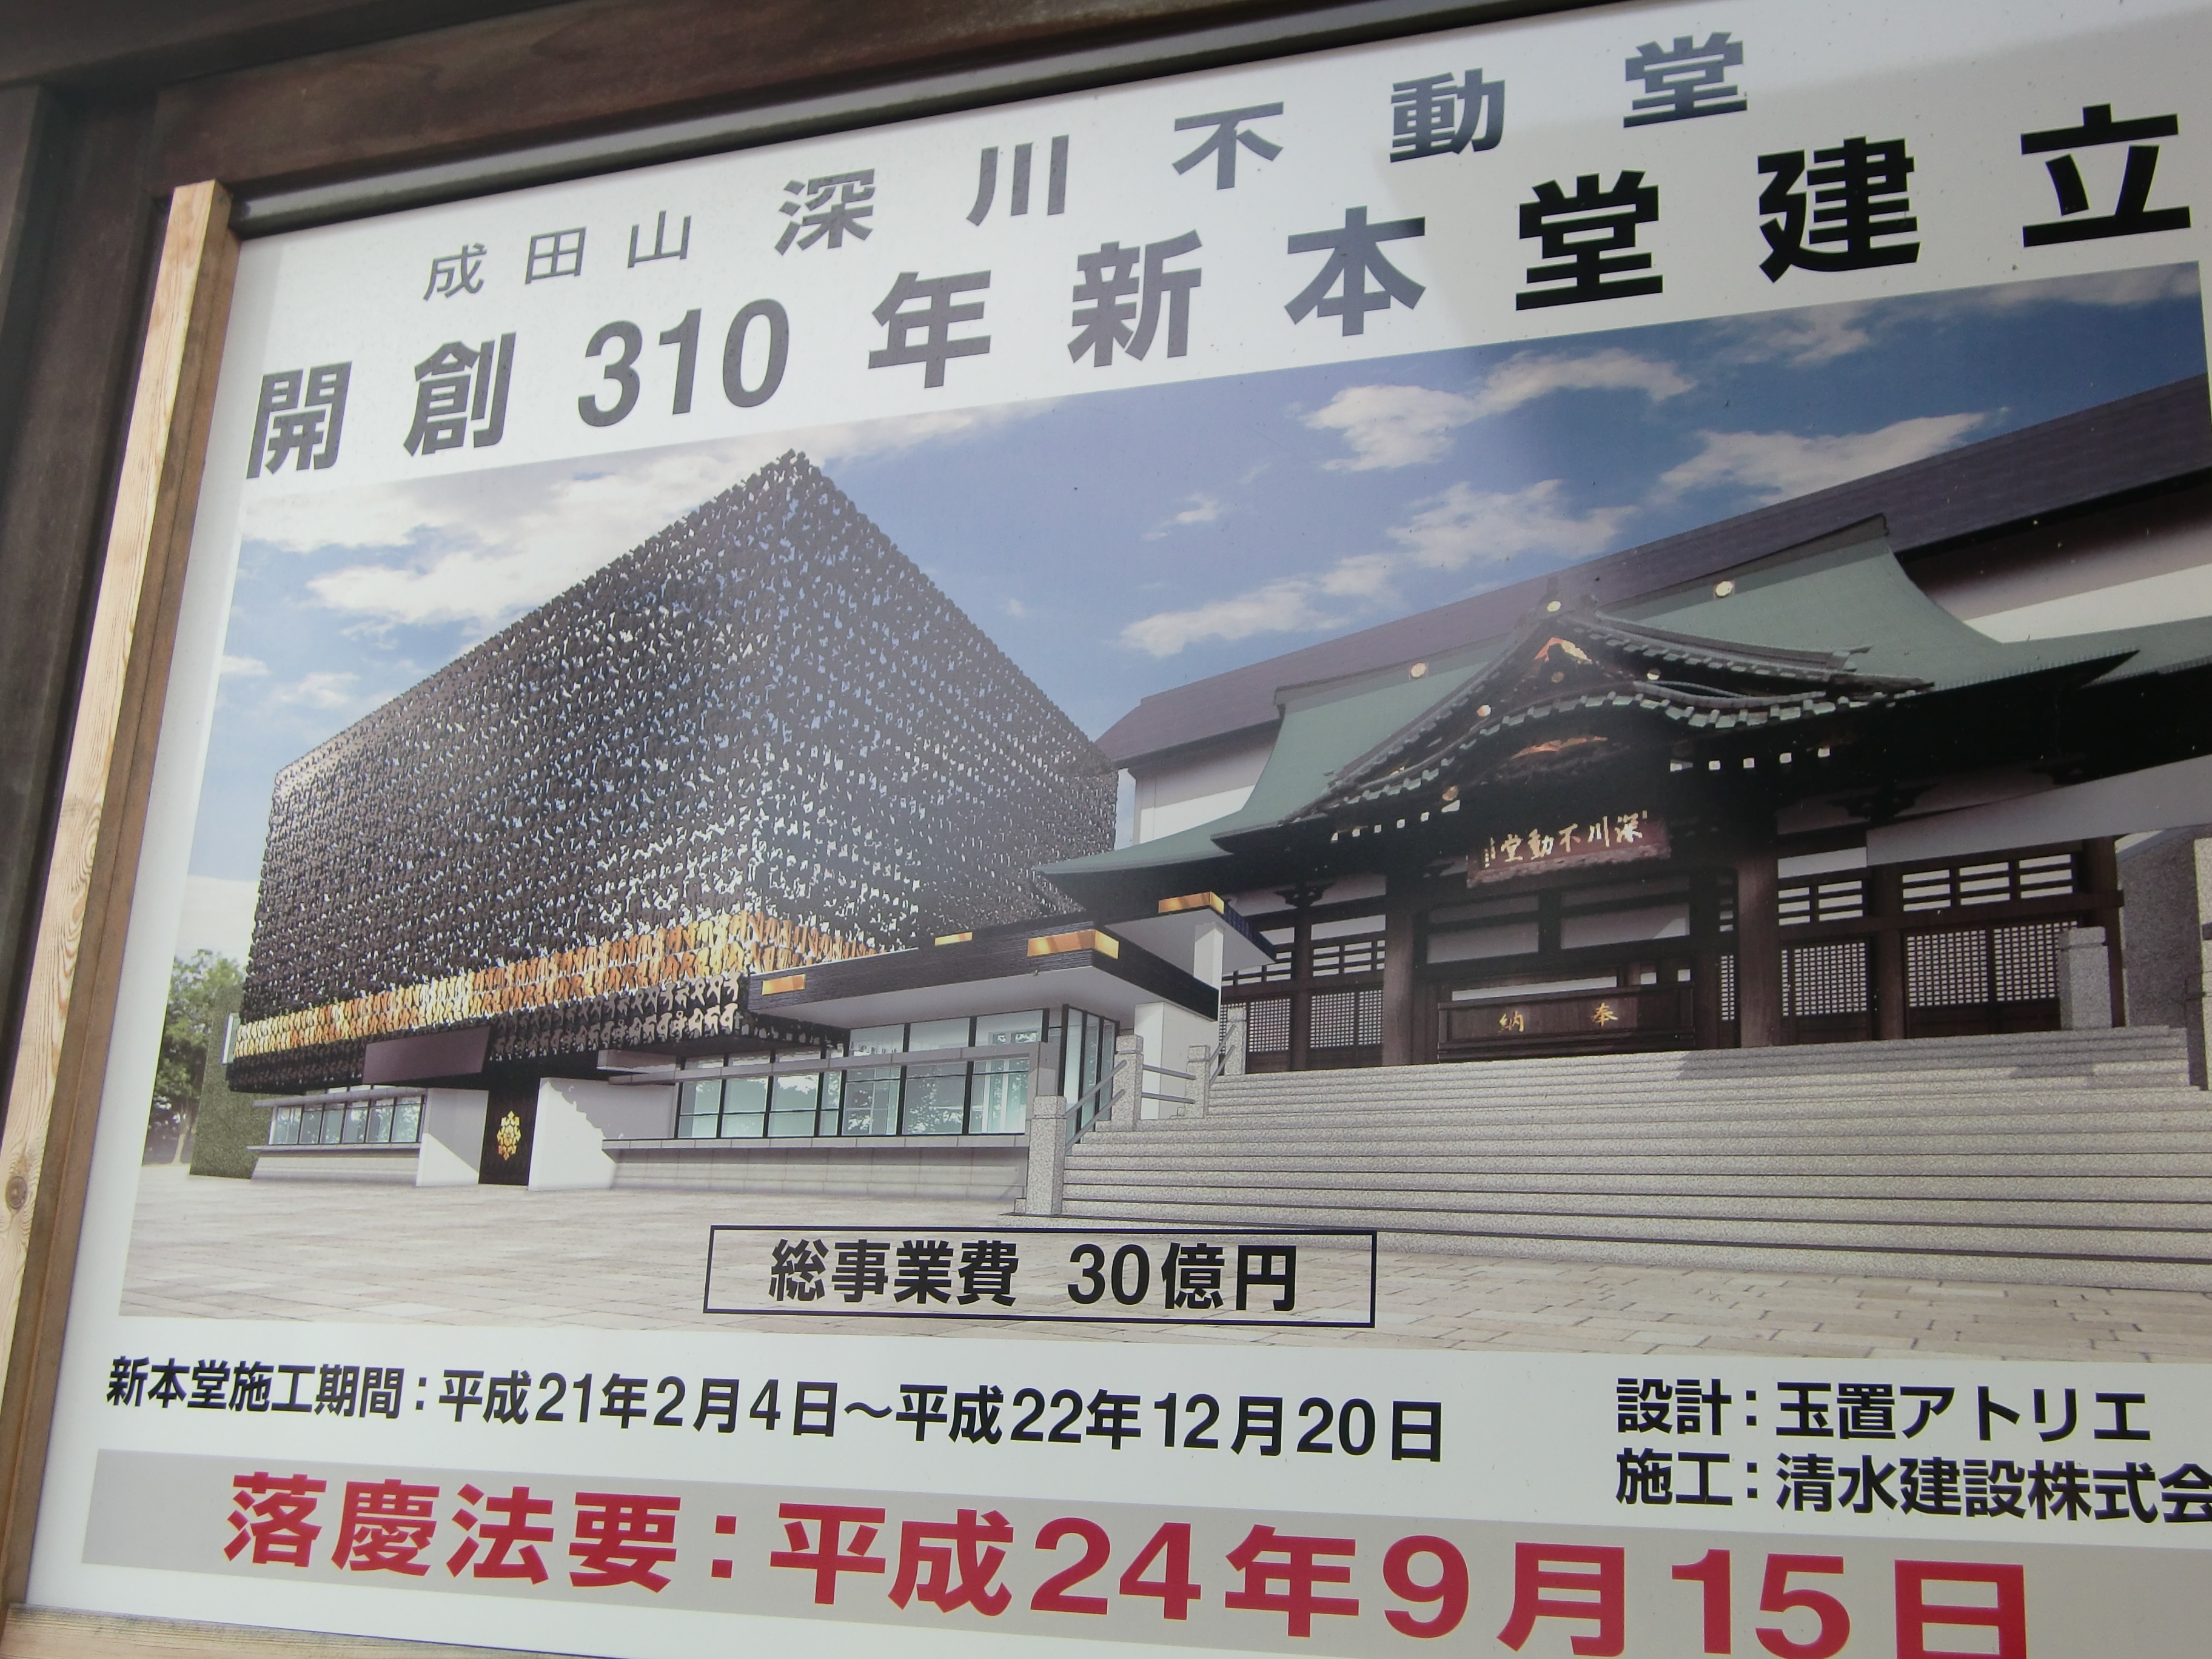 成田山 深川不動堂
開創310年新本堂建立
深川不動堂
奉納
総事業費 30億円
新本堂施工期間：平成21年2月4日～平成22年12月20日
設計：玉置アトリエ
施工：清水建設株式会
落慶法要：平成24年9月15日